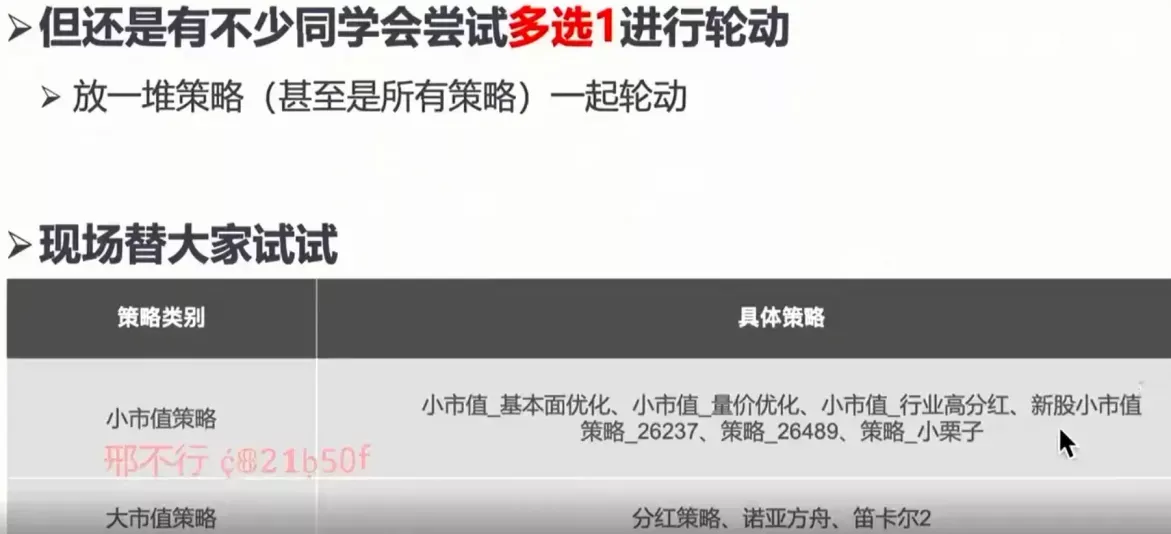 但还是有不少同学会尝试多选1进行轮动
放一堆策略（甚至是所有策略）一起轮动
现场替大家试试
策略类别 具体策略
小市值_基本面优化、小市值_量价优化、小市值_行业高分红、新股小市值
小市值策略
策略_26237、策略_26489、策略_小栗子
邢不行
大市值策略 分红策略、诺亚方舟、笛卡尔2